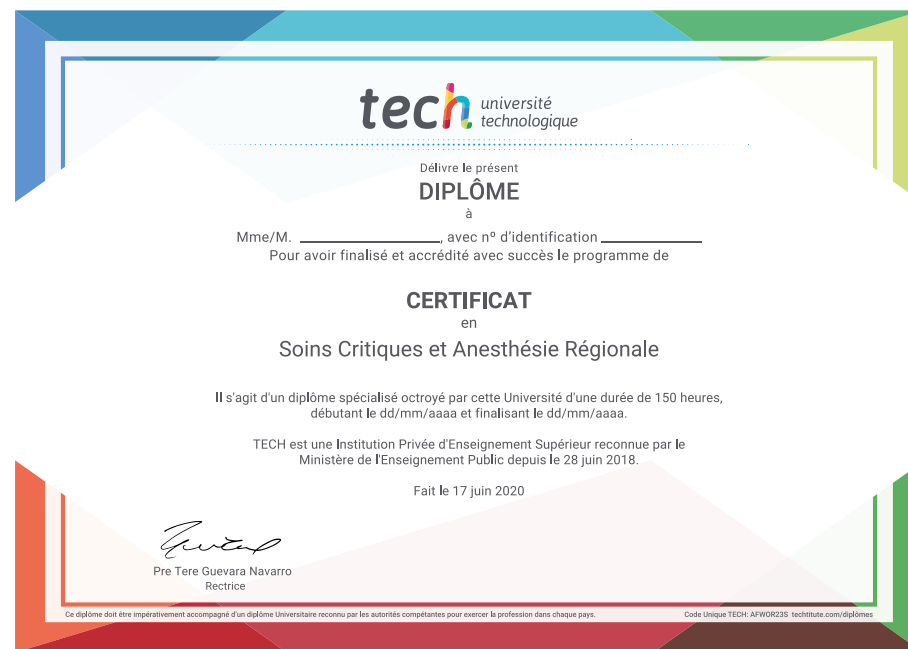 tech université
technologique
Délivre le présent
DIPLÔME
à
Mme/M. ____________________, avec nº d'identification ______________
Pour avoir finalisé et accrédité avec succès le programme de
CERTIFICAT
en
Soins Critiques et Anesthésie Régionale
Il s'agit d'un diplôme spécialisé octroyé par cette Université d'une durée de 150 heures,
débutant le dd/mm/aaaa et finalisant le dd/mm/aaaa.
TECH est une Institution Privée d'Enseignement Supérieur reconnue par le
Ministère de l'Enseignement Public depuis le 28 juin 2018.
Fait le 17 juin 2020
Pre Tere Guevara Navarro
Rectrice
Ce diplôme doit être impérativement accompagné d'un diplôme Universitaire reconnu par les autorités compétentes pour exercer la profession dans chaque pays.
Code Unique TECH: AFWOR23S techtitute.com/diplômes